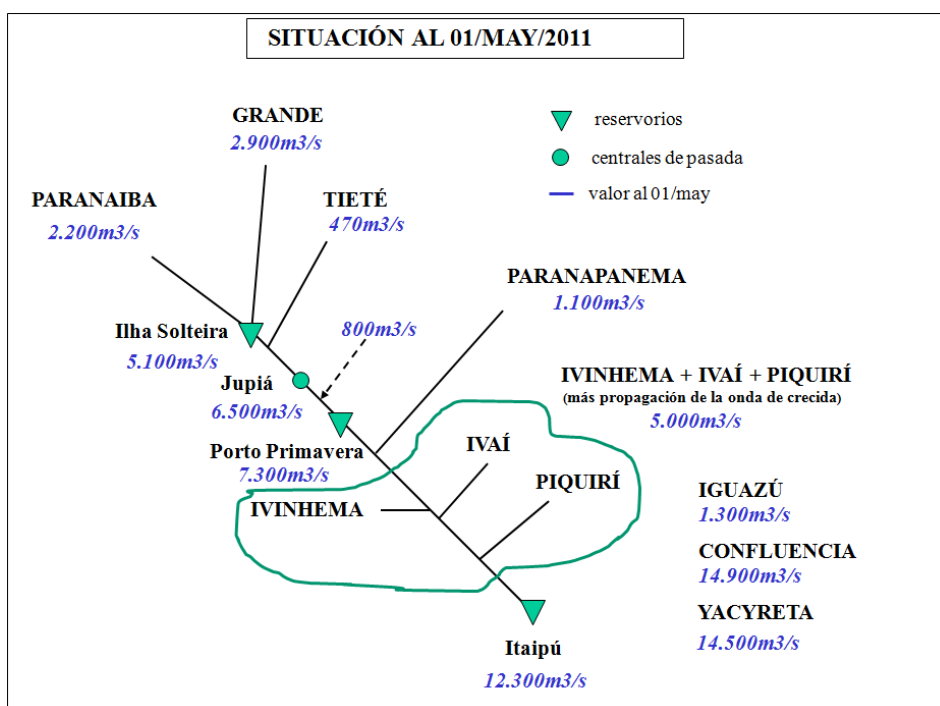 SITUACIÓN AL 01/MAY/2011
GRANDE
2.900m3/s
reservorios
centrales de pasada
valor al 01/may
PARANAIBA
2.200m3/s
TIETÉ
470m3/s
PARANAPANEMA
1.100m3/s
Ilha Solteira
5.100m3/s
800m3/s
Jupiá
6.500m3/s
IVINHEMA + IVAÍ + PIQUIRÍ
(más propagación de la onda de crecida)
5.000m3/s
Porto Primavera
7.300m3/s
IVAÍ
PIQUIRÍ
IVINHEMA
IGUAZÚ
1.300m3/s
CONFLUENCIA
14.900m3/s
YACYRETA
14.500m3/s
Itaipú
12.300m3/s